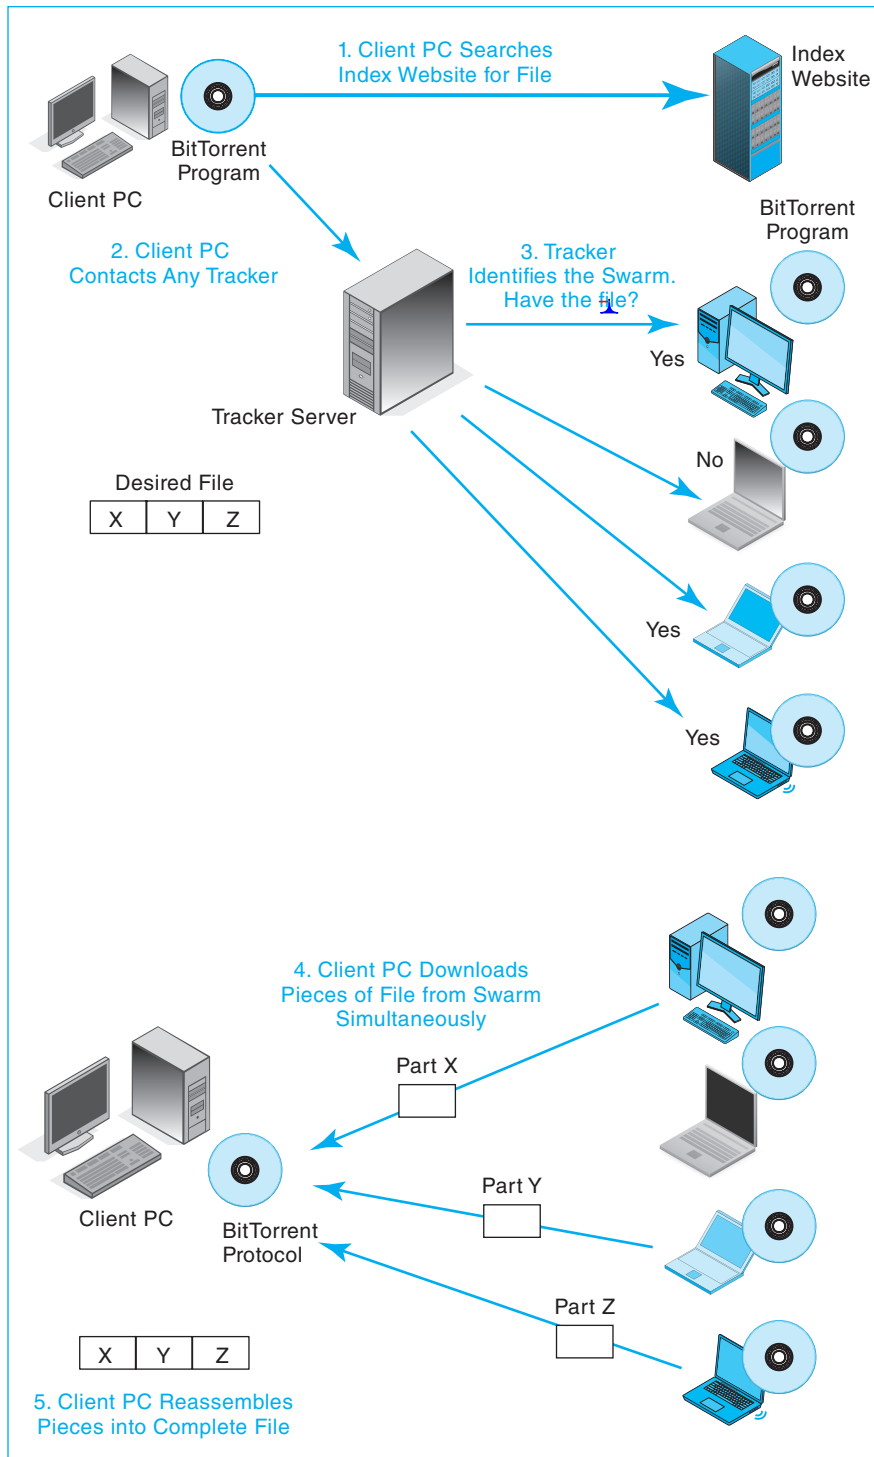 1. Client PC Searches
Index Website for File
Index
Website
BitTorrent
Program
Client PC
BitTorrent
Program
2. Client PC
Contacts Any Tracker
3. Tracker
Identifies the Swarm.
Have the file?
Yes
Tracker Server
No
Desired File
X Y Z
Yes
Yes
4. Client PC Downloads
Pieces of File from Swarm
Simultaneously
Part X
Part Y
Client PC
BitTorrent
Protocol
Part Z
X Y Z
5. Client PC Reassembles
Pieces into Complete File